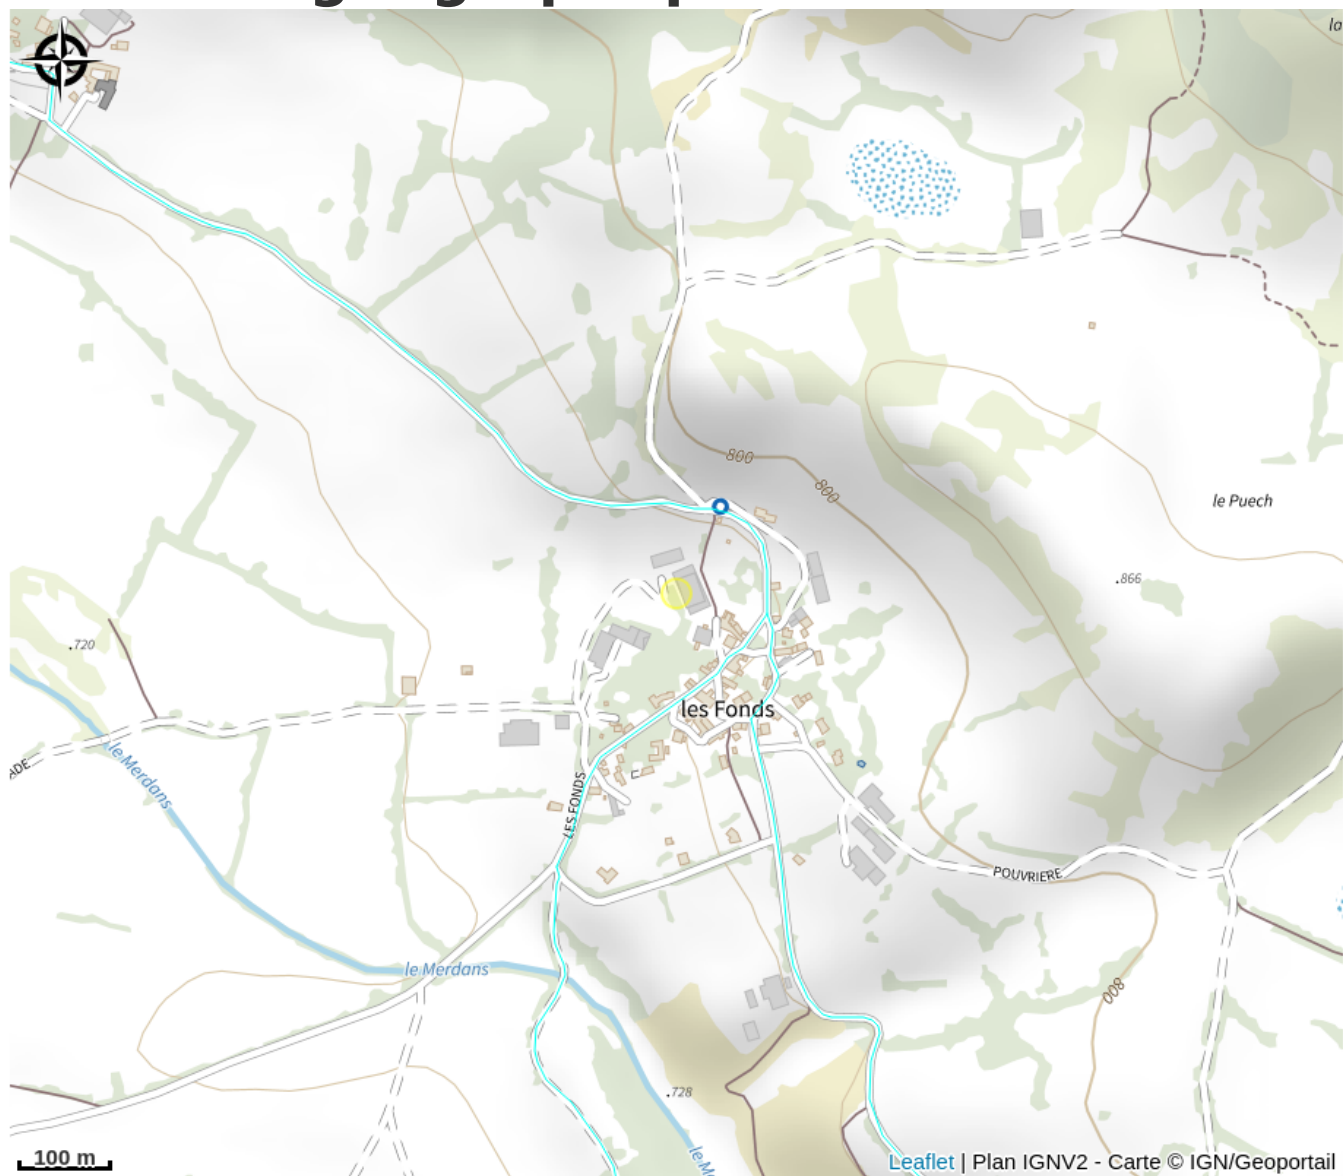 la
800
800
le Puech
.866
.720
les Fonds
ADE
le Merdans
LES FONDS
POUVRIERE
le Merdans
800
.728
le M
100 m
Leaflet | Plan IGNV2 - Carte © IGN/Geoportail